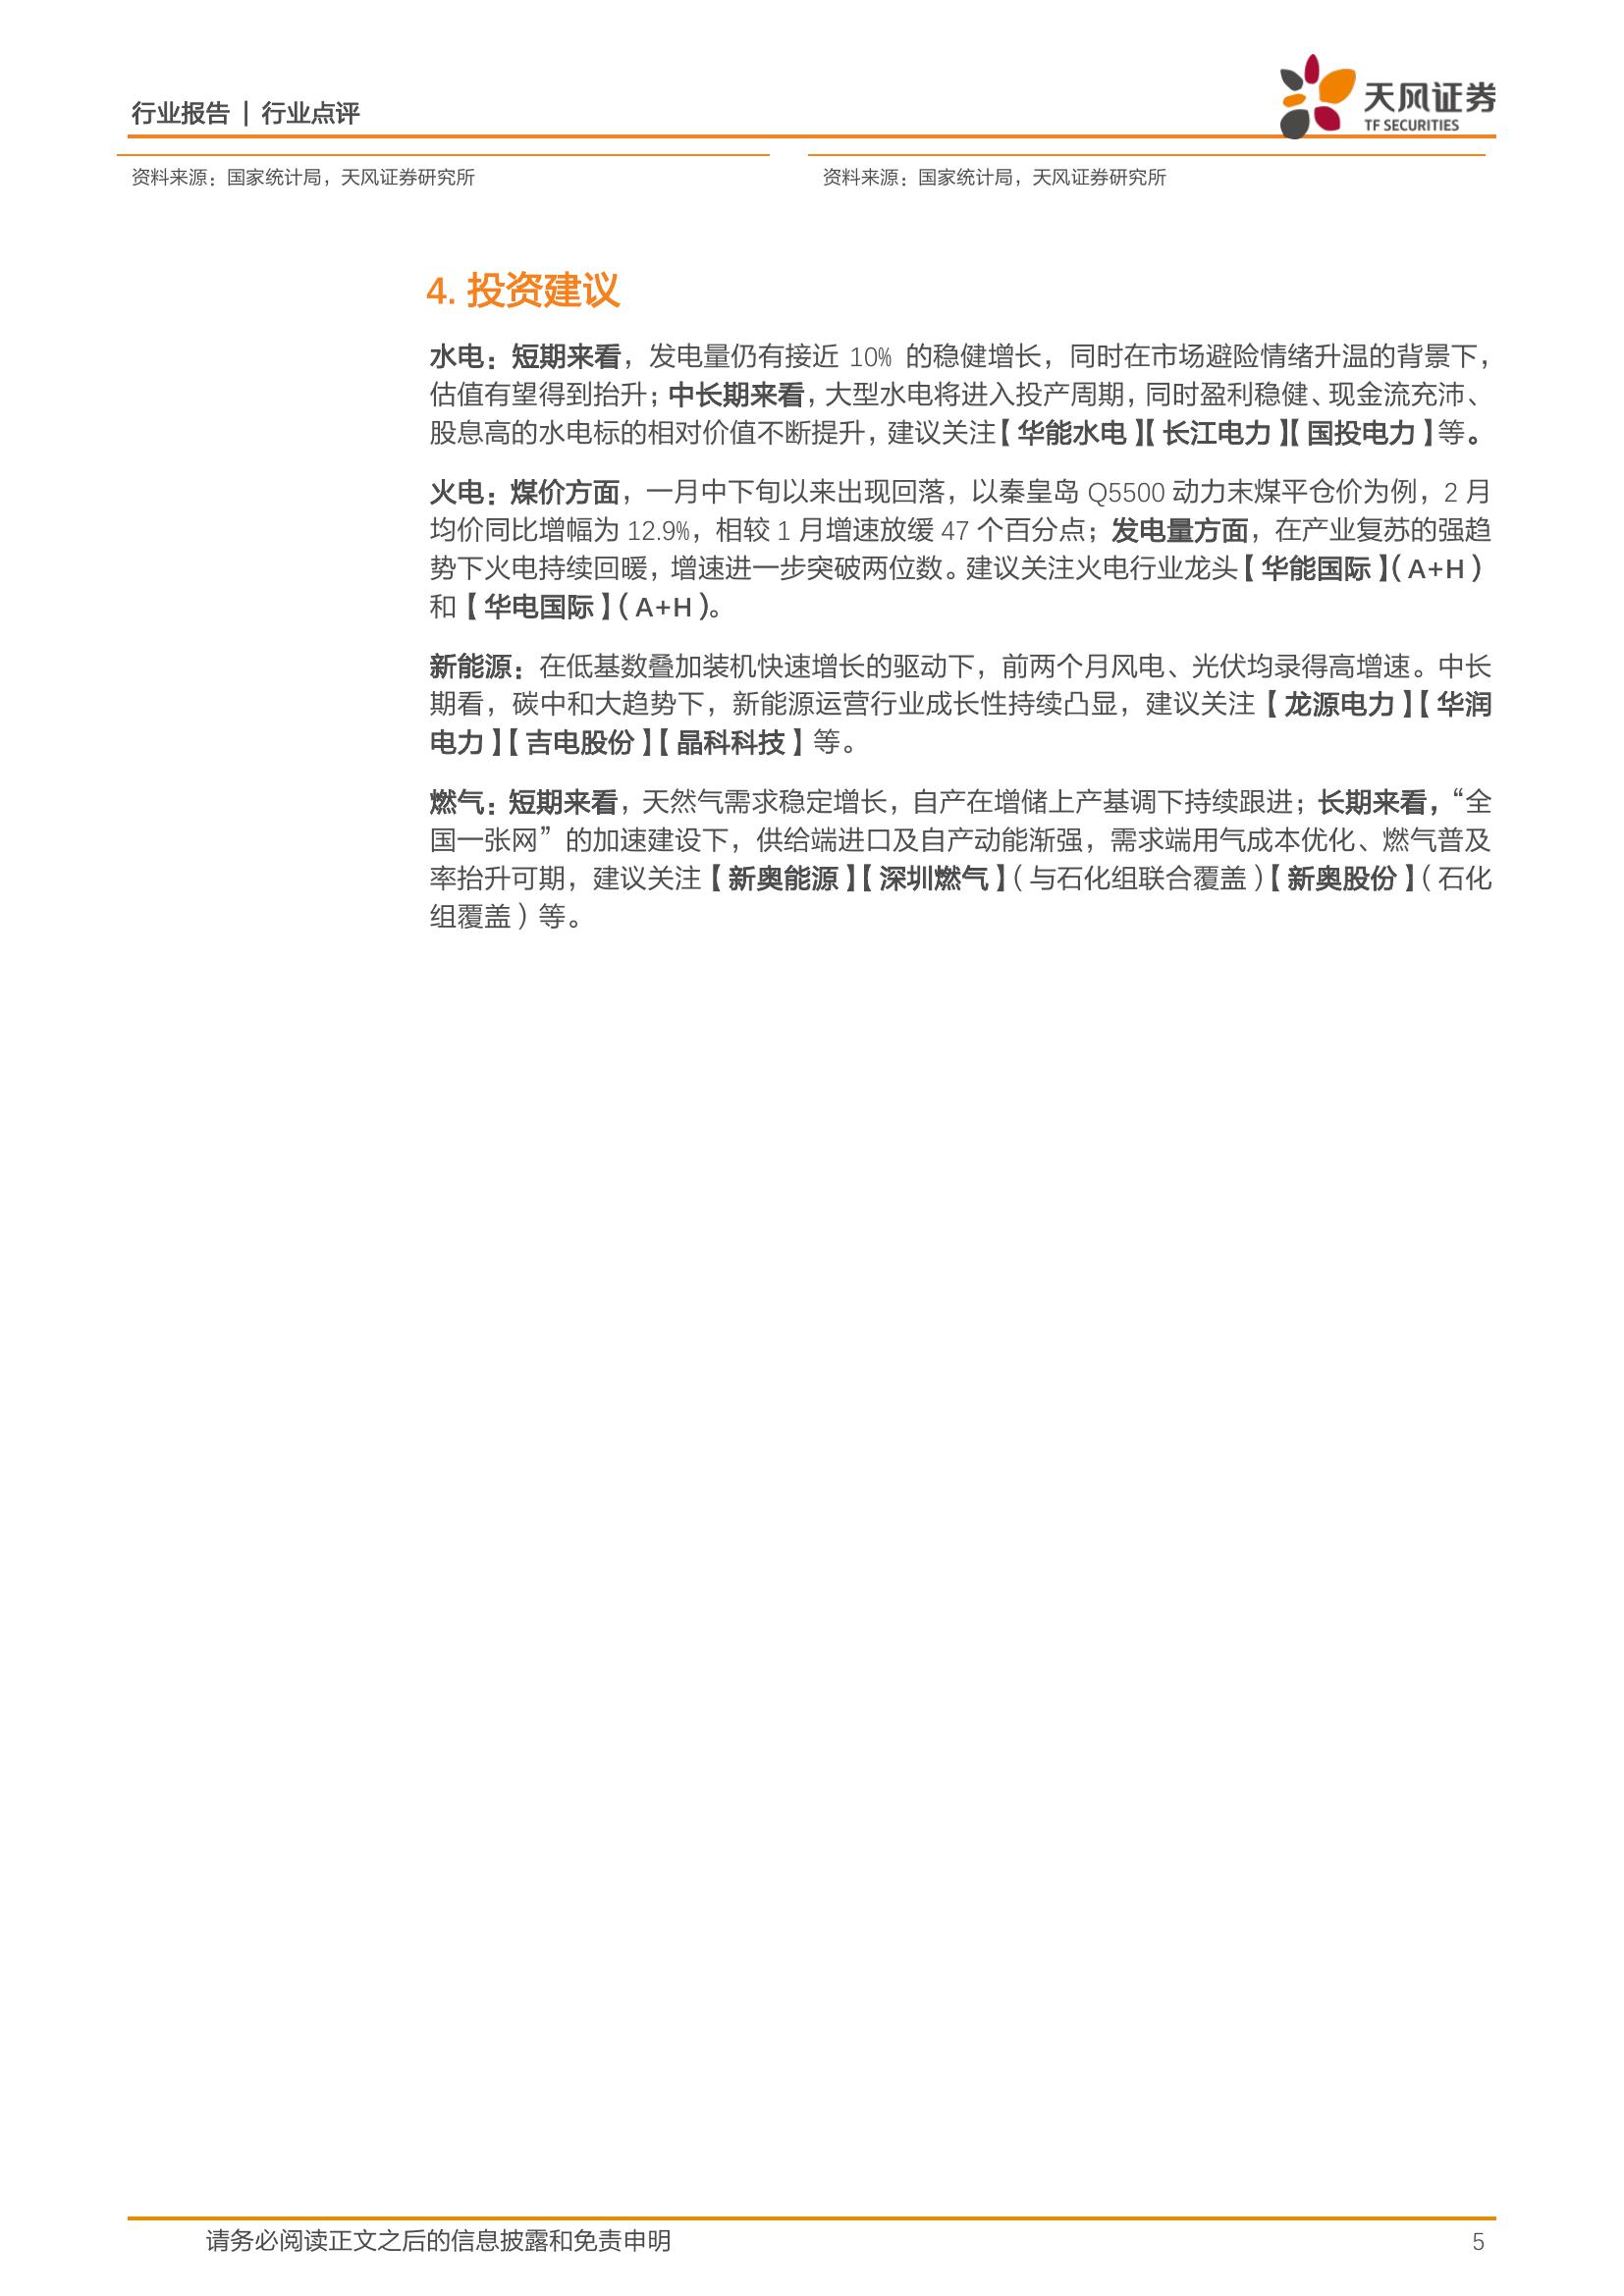 行业报告 | 行业点评
天风证券
TF SECURITIES
资料来源：国家统计局，天风证券研究所
资料来源：国家统计局，天风证券研究所
4. 投资建议
水电：短期来看，发电量仍有接近 10% 的稳健增长，同时在市场避险情绪升温的背景下，
估值有望得到抬升；中长期来看，大型水电将进入投产周期，同时盈利稳健、现金流充沛、
股息高的水电标的相对价值不断提升，建议关注【华能水电】【长江电力】【国投电力】等。
火电：煤价方面，一月中下旬以来出现回落，以秦皇岛 Q5500 动力末煤平仓价为例，2 月
均价同比增幅为 12.9%，相较 1 月增速放缓 47 个百分点；发电量方面，在产业复苏的强趋
势下火电持续回暖，增速进一步突破两位数。建议关注火电行业龙头【华能国际】（A+H）
和【华电国际】（A+H）。
新能源：在低基数叠加装机快速增长的驱动下，前两个月风电、光伏均录得高增速。中长
期看，碳中和大趋势下，新能源运营行业成长性持续凸显，建议关注【龙源电力】【华润
电力】【吉电股份】【晶科科技】等。
燃气：短期来看，天然气需求稳定增长，自产在增储上产基调下持续跟进；长期来看，“全
国一张网”的加速建设下，供给端进口及自产动能渐强，需求端用气成本优化、燃气普及
率抬升可期，建议关注【新奥能源】【深圳燃气】（与石化组联合覆盖）【新奥股份】（石化
组覆盖）等。
请务必阅读正文之后的信息披露和免责申明
5